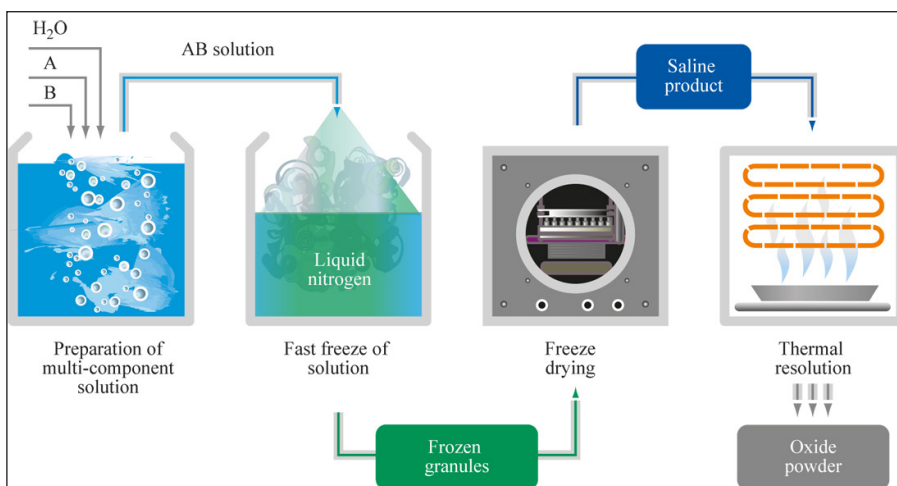 H₂O
A
B
AB solution
Saline
product
Liquid
nitrogen
Preparation of
multi-component
solution
Fast freeze of
solution
Freeze
drying
Thermal
resolution
Frozen
granules
Oxide
powder